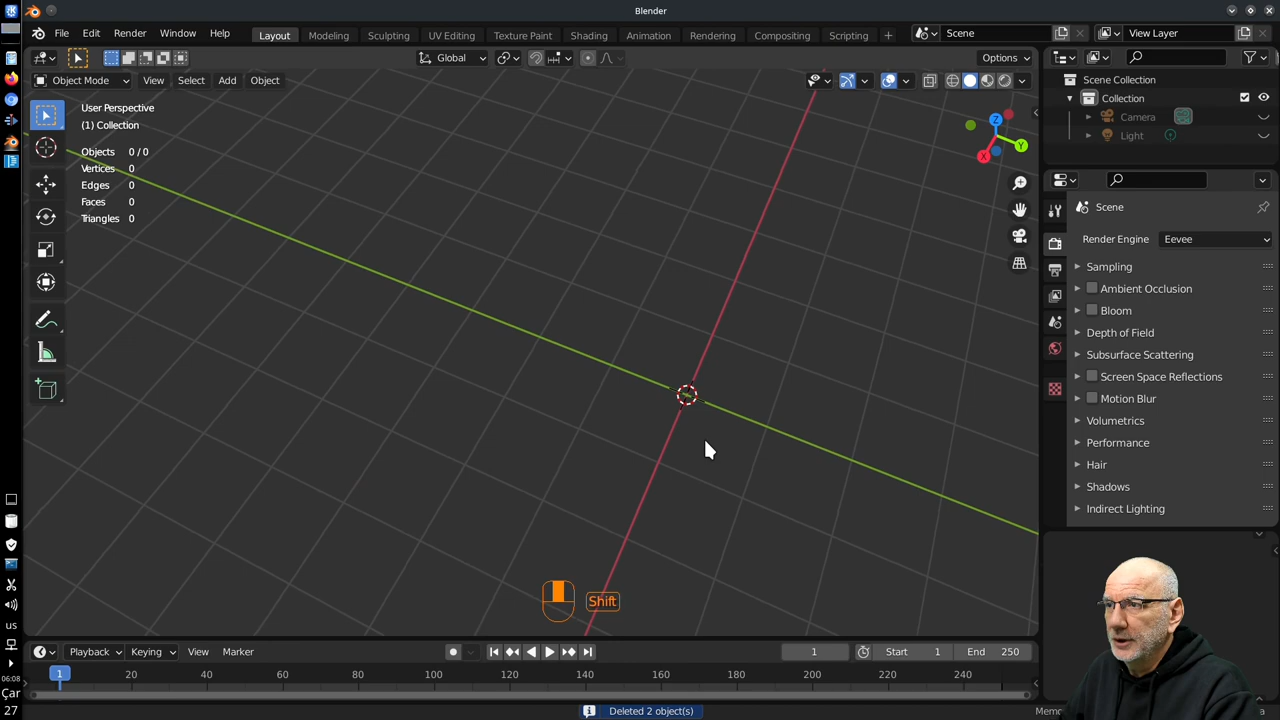 Blender
File Edit Render Window Help
Layout Modeling Sculpting UV Editing Texture Paint Shading Animation Rendering Compositing Scripting +
Scene
View Layer
Global
Options
Object Mode View Select Add Object
User Perspective
(1) Collection
Objects 0 / 0
Vertices 0
Edges 0
Faces 0
Triangles 0
Z
Y
X
Shift
Scene Collection
Collection
Camera
Light
Scene
Render Engine Eevee
Sampling
Ambient Occlusion
Bloom
Depth of Field
Subsurface Scattering
Screen Space Reflections
Motion Blur
Volumetrics
Performance
Hair
Shadows
Indirect Lighting
us
06:08
Çar
27
Playback Keying View Marker
1
Start 1
End 250
1 20 40 60 80 100 120 140 160 180 200 220 240
Deleted 2 object(s)